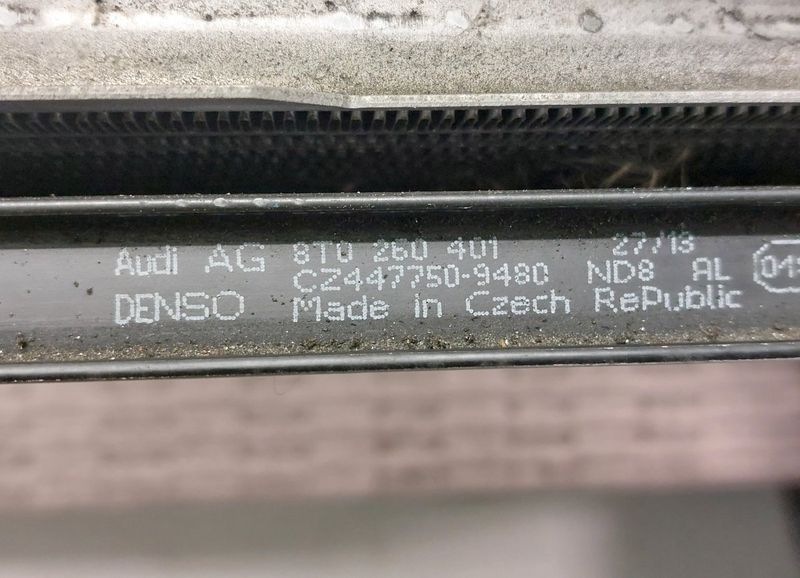 Audi AG 8T0 260 401 27/13
CZ447750-9480 ND8 AL
DENSO Made in Czech RePublic